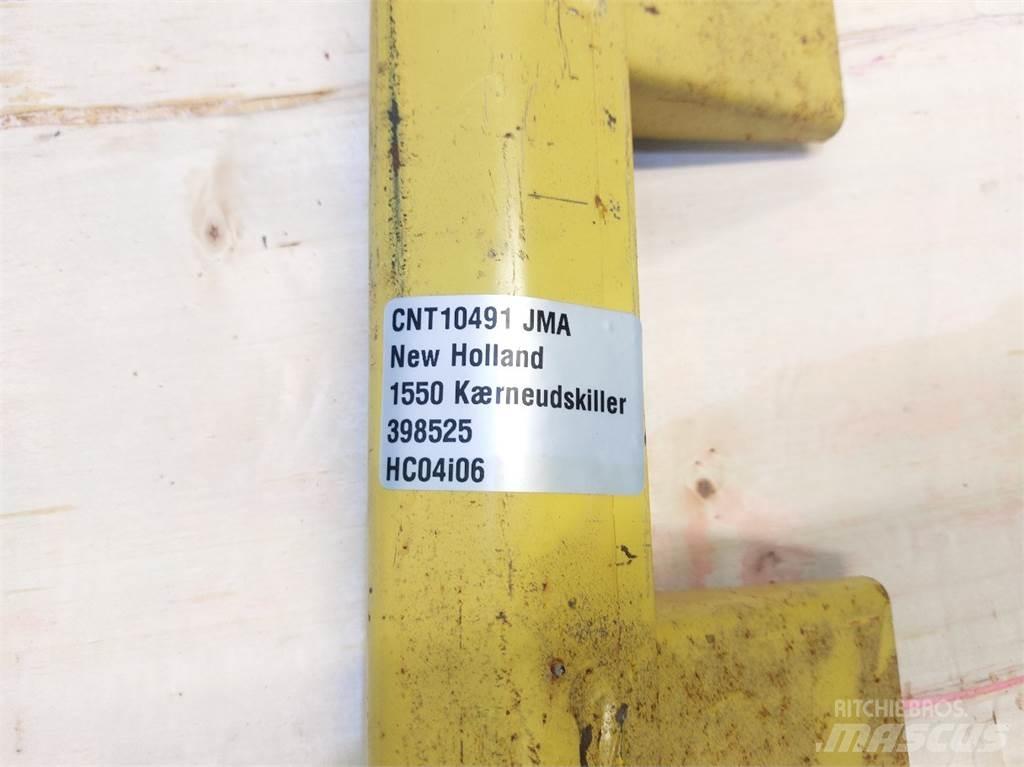 CNT10491 JMA
New Holland
1550 Kærneudskiller
398525
HC04i06
RITCHIE BROS.
MASCUS